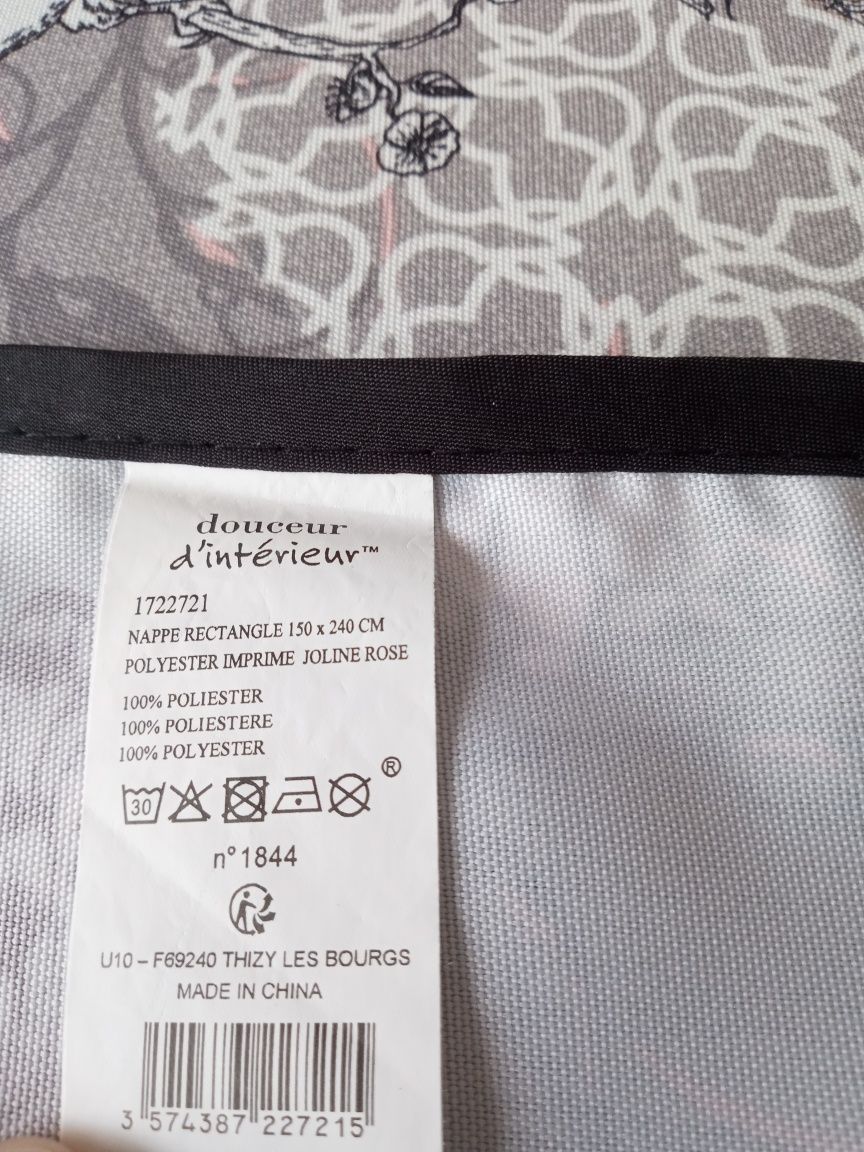 douceur
d'intérieur™
1722721
NAPPE RECTANGLE 150 x 240 CM
POLYESTER IMPRIME JOLINE ROSE
100% POLIESTER
100% POLIESTERE
100% POLYESTER
®
30
n° 1844
U10 – F69240 THIZY LES BOURGS
MADE IN CHINA
3 574387 227215